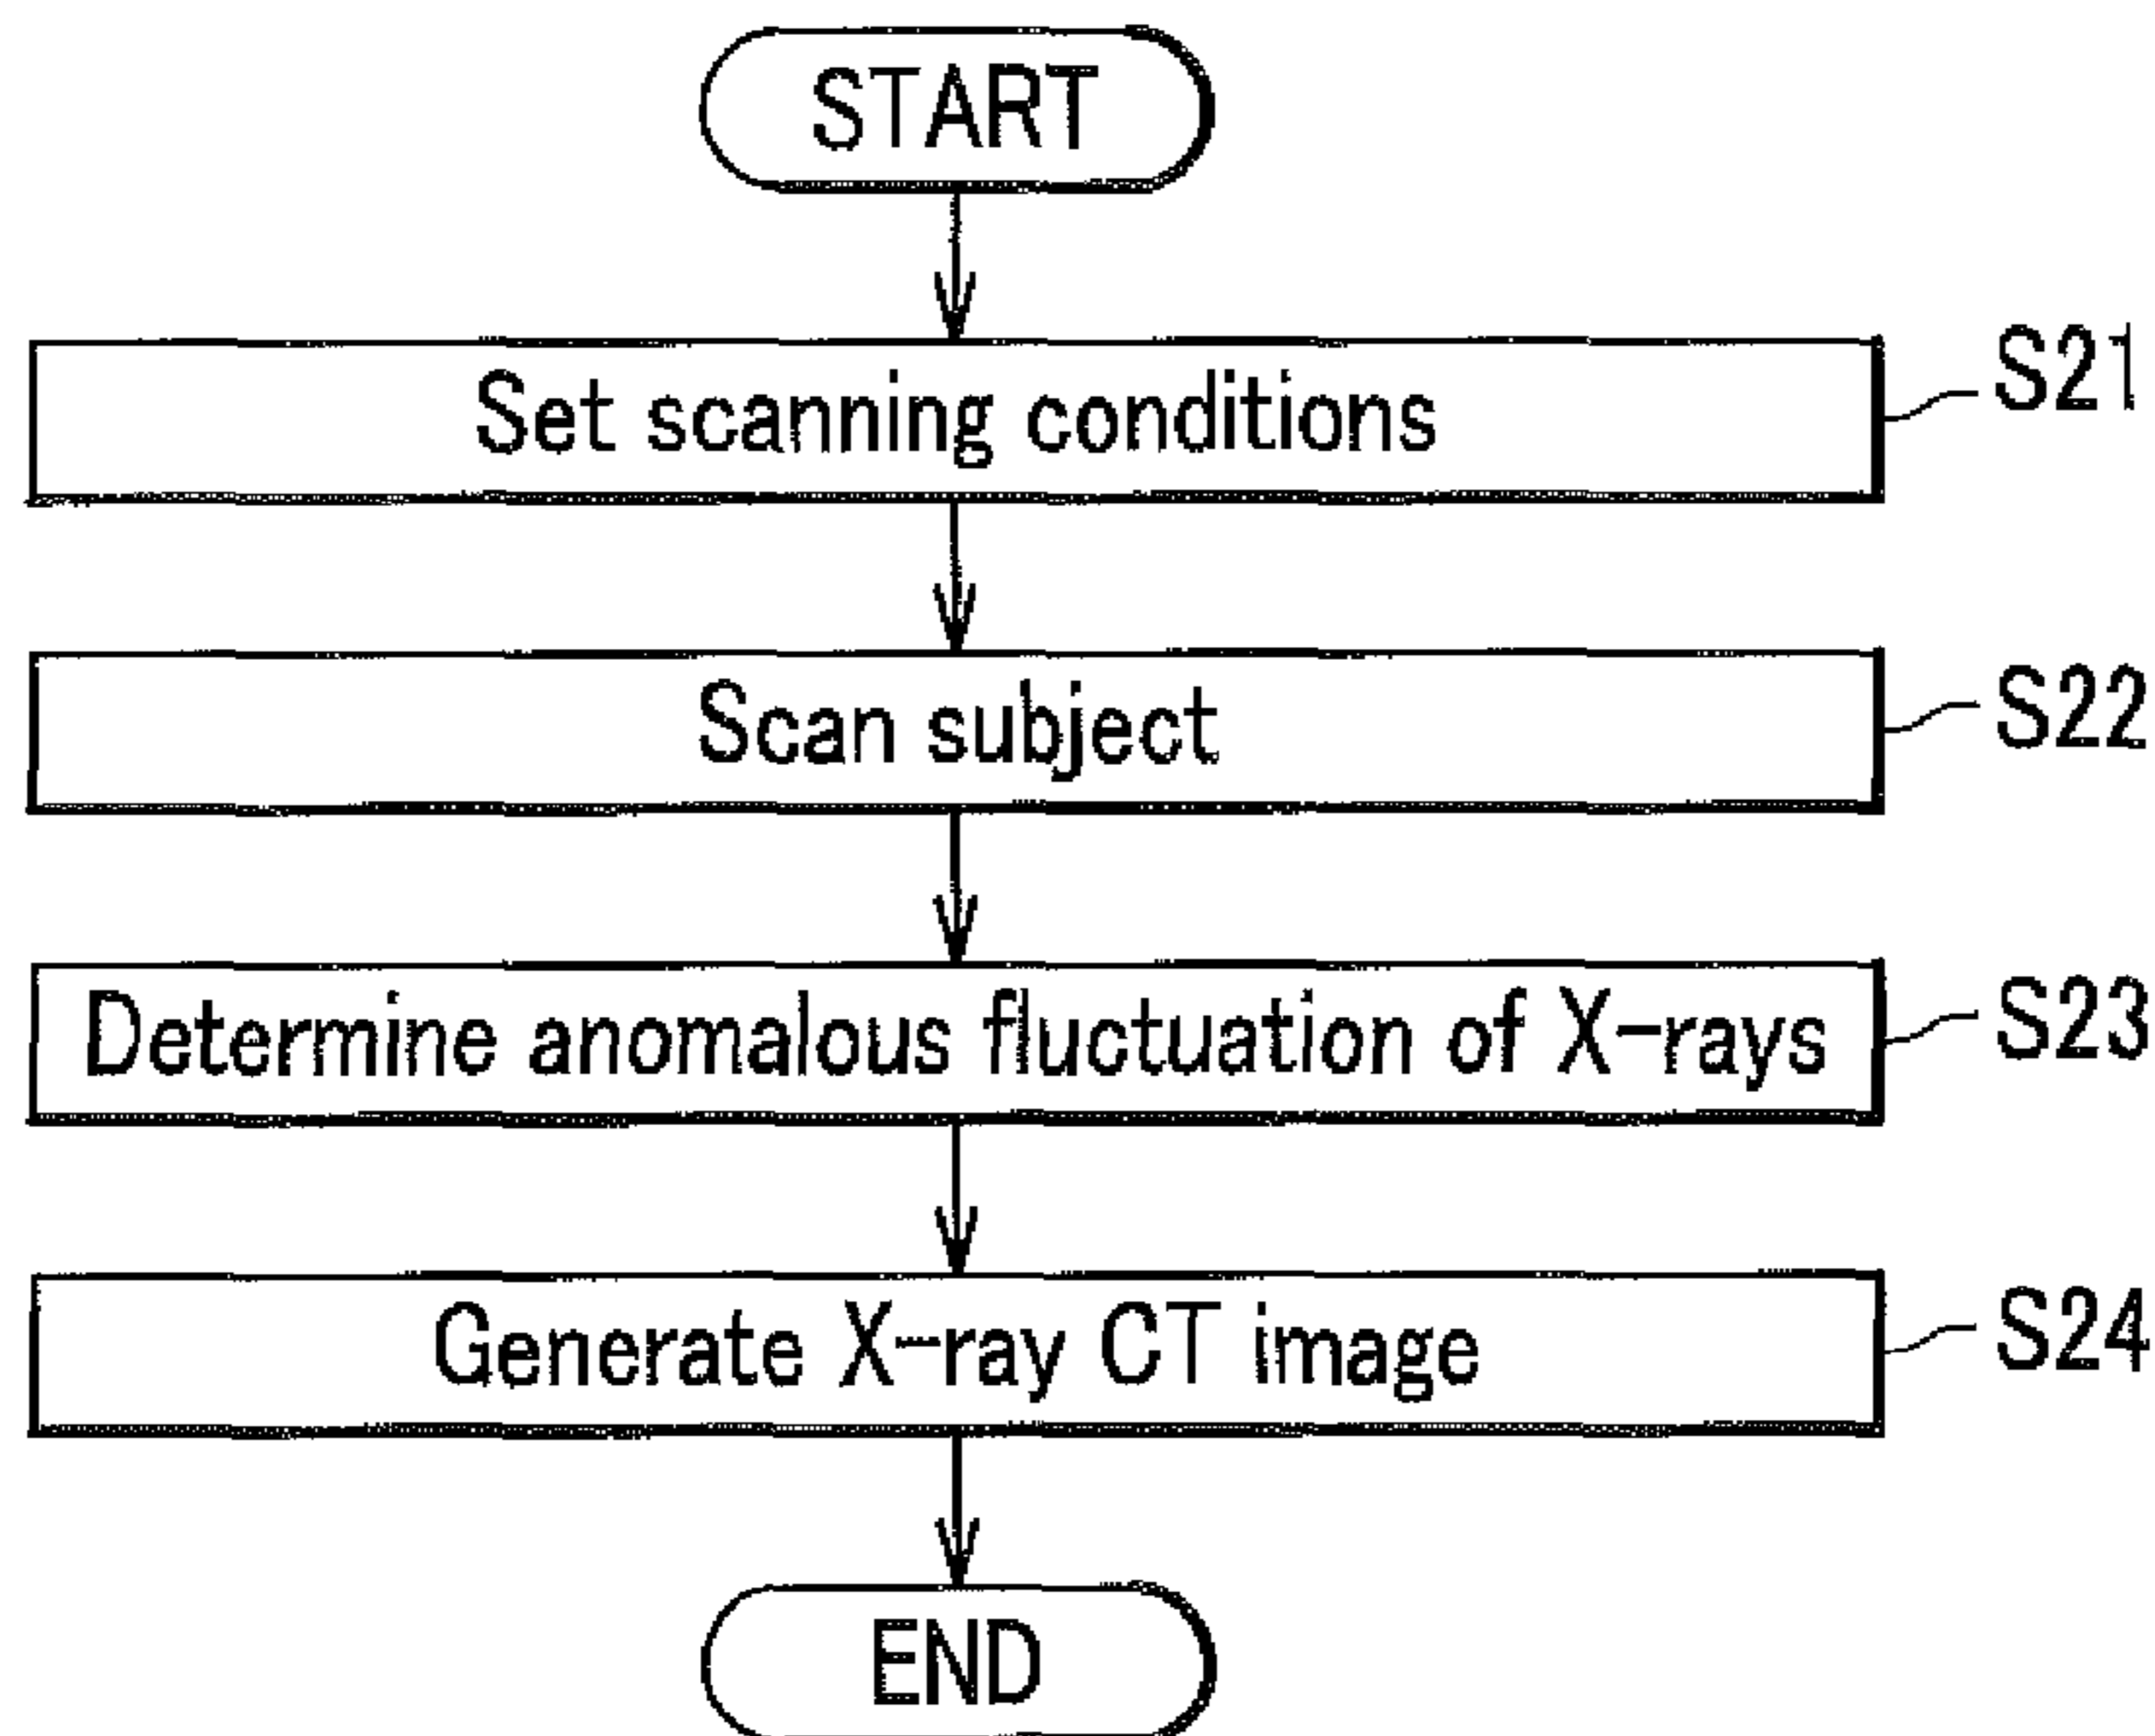 START
Set scanning conditions
S21
Scan subject
S22
Determine anomalous fluctuation of X-rays
S23
Generate X-ray CT image
S24
END